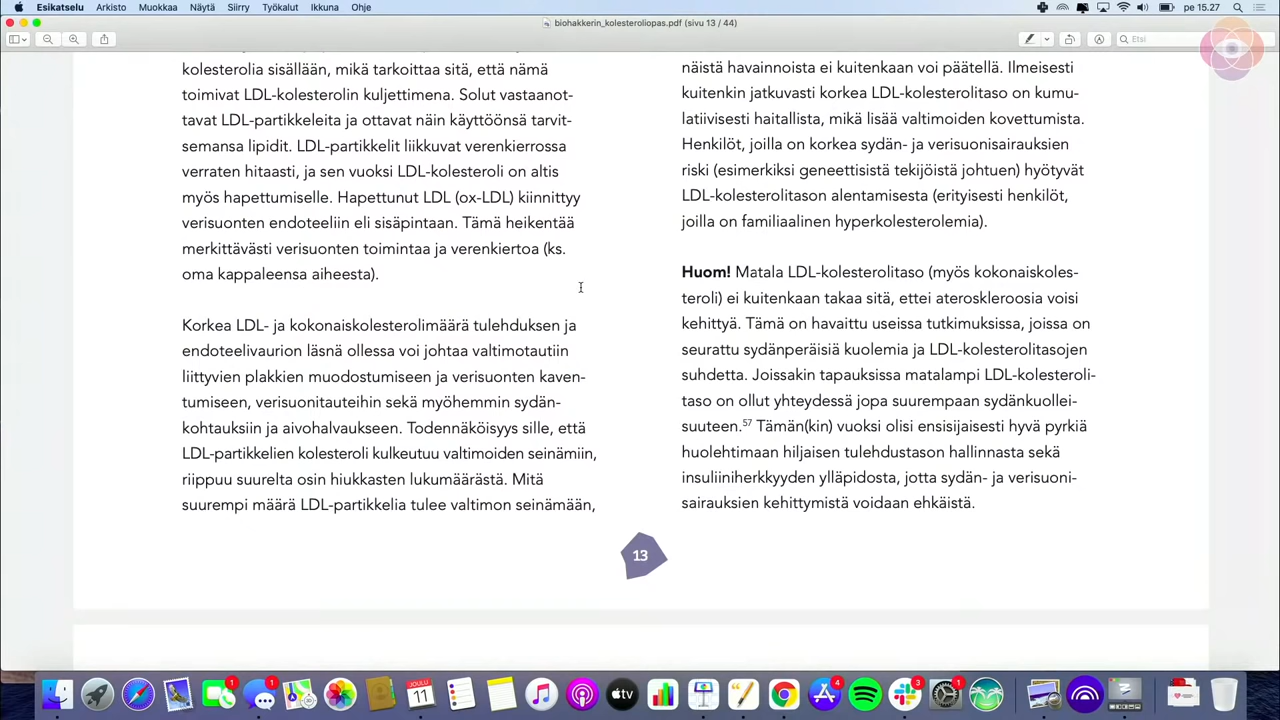 Esikatselu Arkisto Muokkaa Näytä Siirry Työkalut Ikkuna Ohje
pe 15.27
biohakkerin_kolesteroliopas.pdf (sivu 13 / 44)
Etsi
kolesterolia sisällään, mikä tarkoittaa sitä, että nämä
toimivat LDL-kolesterolin kuljettimena. Solut vastaanot-
tavat LDL-partikkeleita ja ottavat näin käyttöönsä tarvit-
semansa lipidit. LDL-partikkelit liikkuvat verenkierrossa
verraten hitaasti, ja sen vuoksi LDL-kolesteroli on altis
myös hapettumiselle. Hapettunut LDL (ox-LDL) kiinnittyy
verisuonten endoteeliin eli sisäpintaan. Tämä heikentää
merkittävästi verisuonten toimintaa ja verenkiertoa (ks.
oma kappaleensa aiheesta).
Korkea LDL- ja kokonaiskolesterolimäärä tulehduksen ja
endoteelivaurion läsnä ollessa voi johtaa valtimotautiin
liittyvien plakkien muodostumiseen ja verisuonten kaven-
tumiseen, verisuonitauteihin sekä myöhemmin sydän-
kohtauksiin ja aivohalvaukseen. Todennäköisyys sille, että
LDL-partikkelien kolesteroli kulkeutuu valtimoiden seinämiin,
riippuu suurelta osin hiukkasten lukumäärästä. Mitä
suurempi määrä LDL-partikkelia tulee valtimon seinämään,
näistä havainnoista ei kuitenkaan voi päätellä. Ilmeisesti
kuitenkin jatkuvasti korkea LDL-kolesterolitaso on kumu-
latiivisesti haitallista, mikä lisää valtimoiden kovettumista.
Henkilöt, joilla on korkea sydän- ja verisuonisairauksien
riski (esimerkiksi geneettisistä tekijöistä johtuen) hyötyvät
LDL-kolesterolitason alentamisesta (erityisesti henkilöt,
joilla on familiaalinen hyperkolesterolemia).
Huom! Matala LDL-kolesterolitaso (myös kokonaiskoles-
teroli) ei kuitenkaan takaa sitä, ettei ateroskleroosia voisi
kehittyä. Tämä on havaittu useissa tutkimuksissa, joissa on
seurattu sydänperäisiä kuolemia ja LDL-kolesterolitasojen
suhdetta. Joissakin tapauksissa matalampi LDL-kolesteroli-
taso on ollut yhteydessä jopa suurempaan sydänkuollei-
suuteen.57 Tämän(kin) vuoksi olisi ensisijaisesti hyvä pyrkiä
huolehtimaan hiljaisen tulehdustason hallinnasta sekä
insuliiniherkkyyden ylläpidosta, jotta sydän- ja verisuoni-
sairauksien kehittymistä voidaan ehkäistä.
13
1 1 JOULU 11 tv 4 3 1